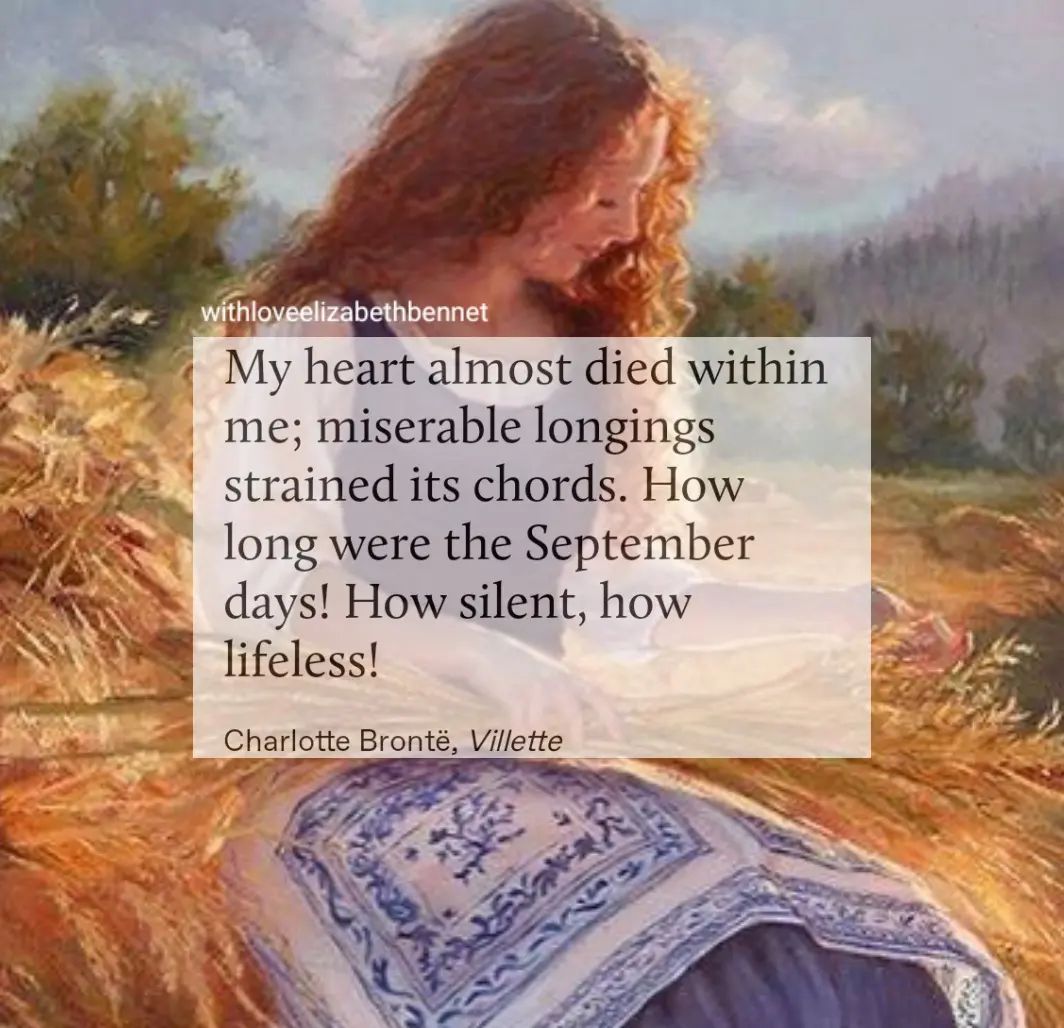 withloveelizabethbennet
My heart almost died within
me; miserable longings
strained its chords. How
long were the September
days! How silent, how
lifeless!
Charlotte Brontë, Villette